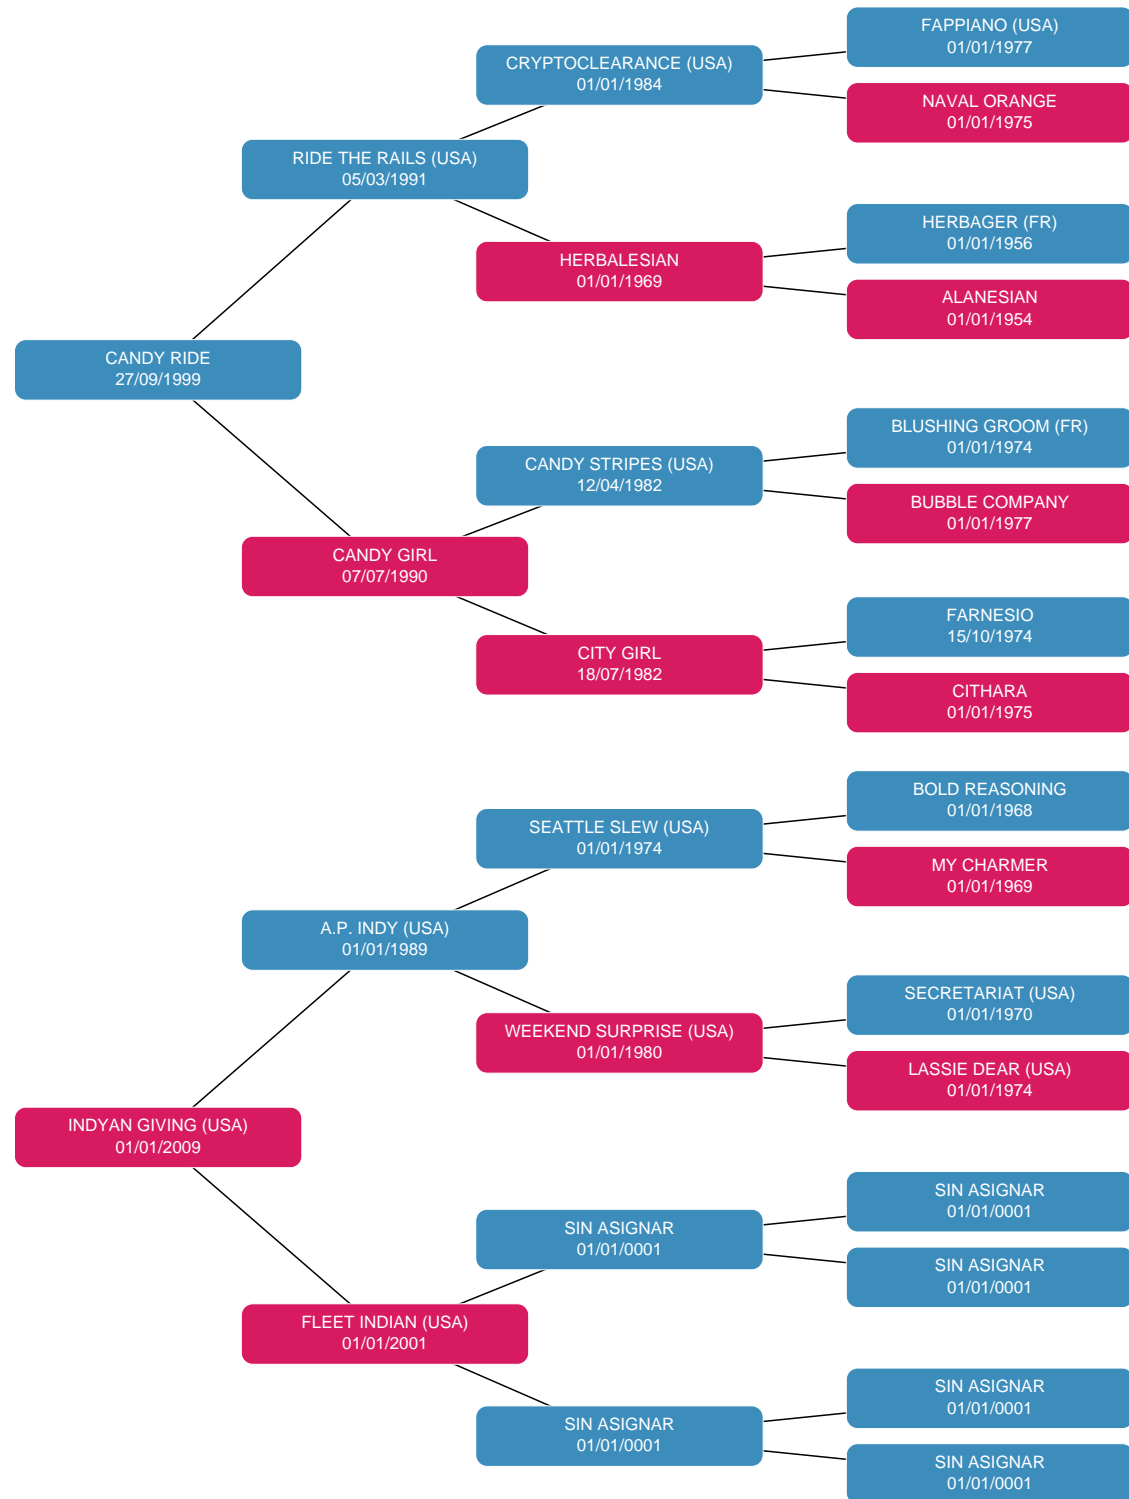 FAPPIANO (USA)
01/01/1977
CRYPTOCLEARANCE (USA)
01/01/1984
NAVAL ORANGE
01/01/1975
RIDE THE RAILS (USA)
05/03/1991
HERBAGER (FR)
01/01/1956
HERBALESIAN
01/01/1969
ALANESIAN
01/01/1954
CANDY RIDE
27/09/1999
BLUSHING GROOM (FR)
01/01/1974
CANDY STRIPES (USA)
12/04/1982
BUBBLE COMPANY
01/01/1977
CANDY GIRL
07/07/1990
FARNESIO
15/10/1974
CITY GIRL
18/07/1982
CITHARA
01/01/1975
BOLD REASONING
01/01/1968
SEATTLE SLEW (USA)
01/01/1974
MY CHARMER
01/01/1969
A.P. INDY (USA)
01/01/1989
SECRETARIAT (USA)
01/01/1970
WEEKEND SURPRISE (USA)
01/01/1980
LASSIE DEAR (USA)
01/01/1974
INDYAN GIVING (USA)
01/01/2009
SIN ASIGNAR
01/01/0001
SIN ASIGNAR
01/01/0001
SIN ASIGNAR
01/01/0001
FLEET INDIAN (USA)
01/01/2001
SIN ASIGNAR
01/01/0001
SIN ASIGNAR
01/01/0001
SIN ASIGNAR
01/01/0001